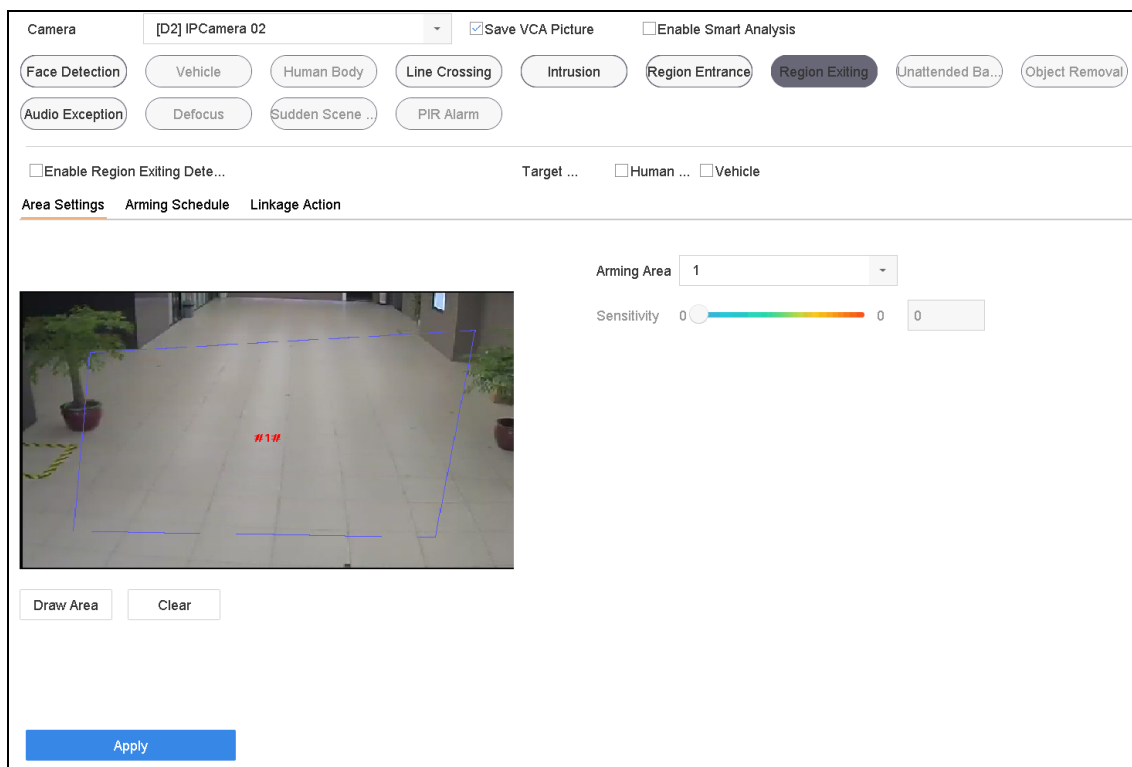 Camera [D2] IPCamera 02 Save VCA Picture Enable Smart Analysis
Face Detection Vehicle Human Body Line Crossing Intrusion Region Entrance Region Exiting Unattended Ba... Object Removal
Audio Exception Defocus Sudden Scene ... PIR Alarm
Enable Region Exiting Dete... Target ... Human ... Vehicle
Area Settings Arming Schedule Linkage Action
Arming Area 1
Sensitivity 0 0 0
#1#
Draw Area Clear
Apply